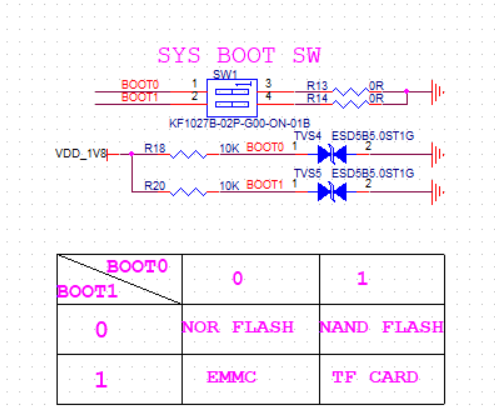 SYS BOOT SW
SW1
BOOT0 1 3 R13 0R
BOOT1 2 4 R14 0R
KF1027B-02P-G00-ON-01B
TVS4 ESD5B5.0ST1G
VDD_1V8 R18 10K BOOT0 1 2
TVS5 ESD5B5.0ST1G
R20 10K BOOT1 1 2
BOOT0 0 1
BOOT1
0 NOR FLASH NAND FLASH
1 EMMC TF CARD